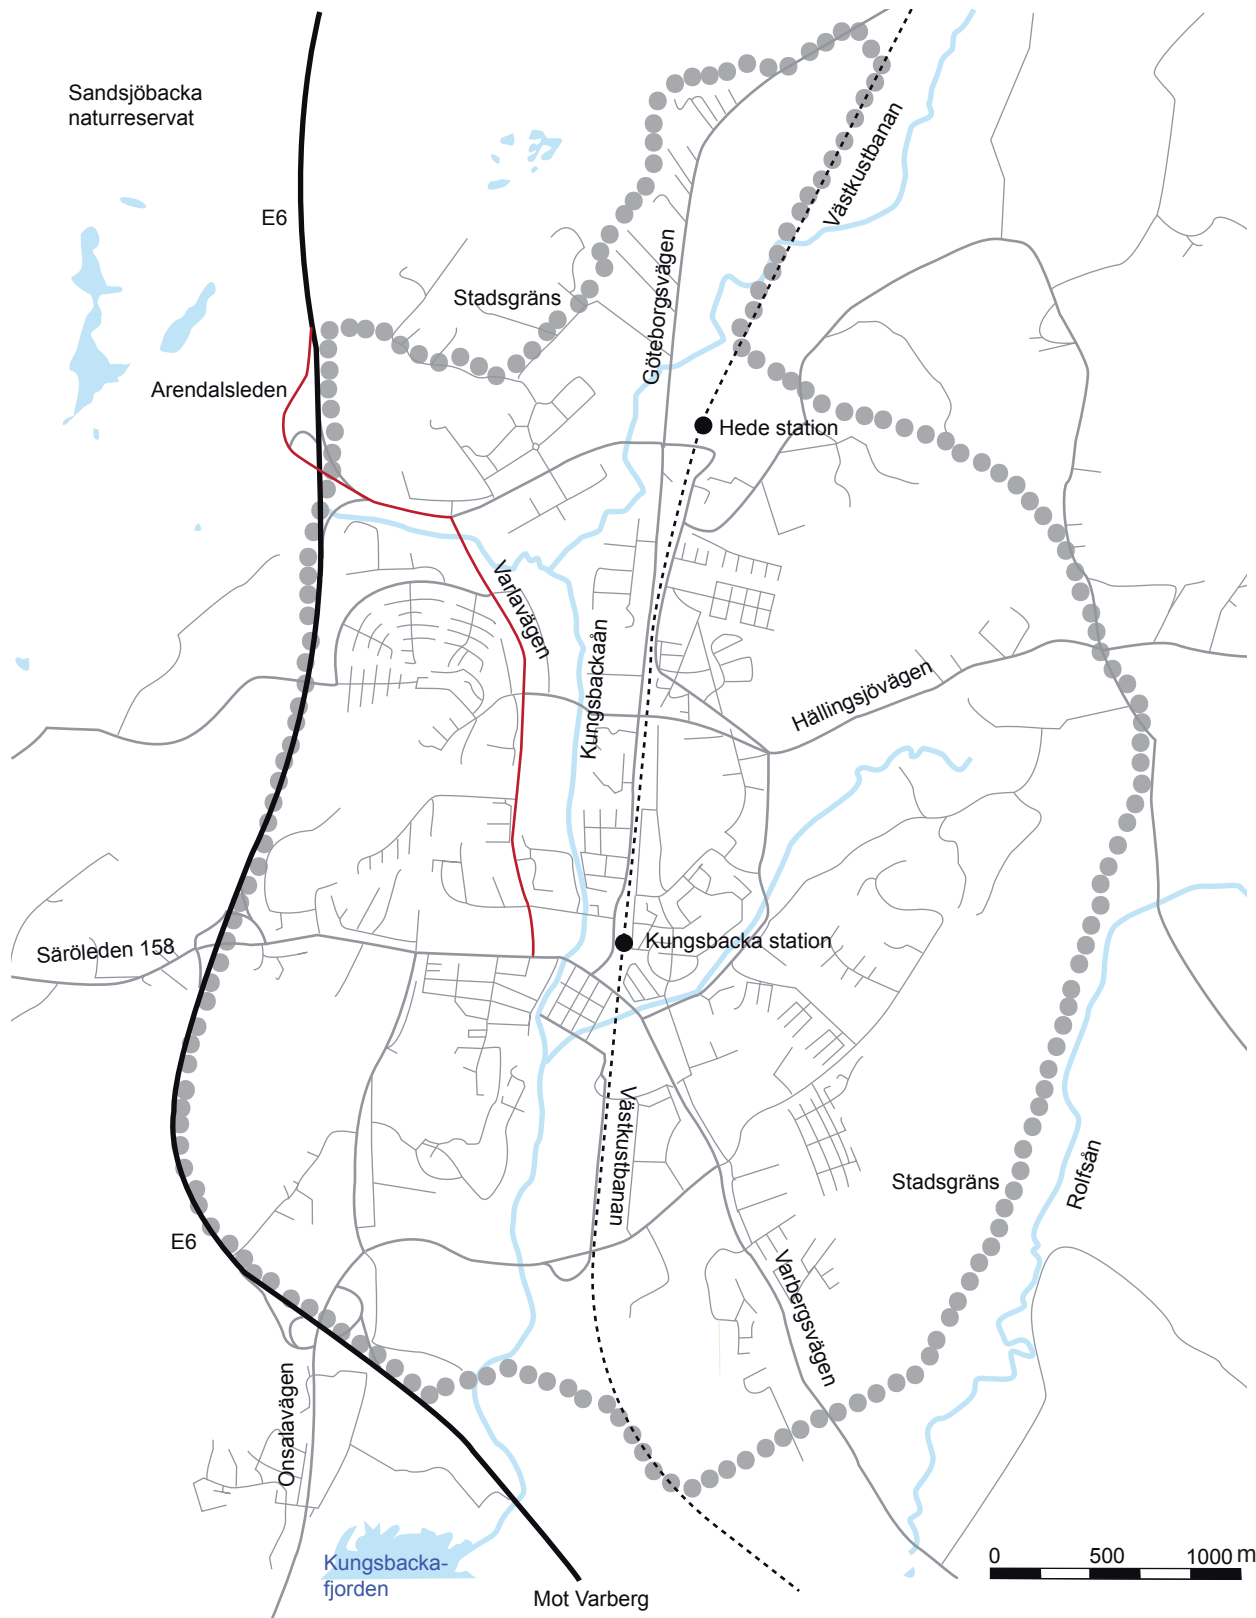 Sandsjöbacka
naturreservat
E6
Västkustbanan
Stadsgräns
Göteborgsvägen
Arendalsleden
Hede station
Varlavägen
Kungsbackaån
Hällingsjövägen
Säröleden 158
Kungsbacka station
Västkustbanan
Stadsgräns
Rolfsån
E6
Varbergsvägen
Onsalavägen
0 500 1000 m
Kungsbacka-
fjorden
Mot Varberg